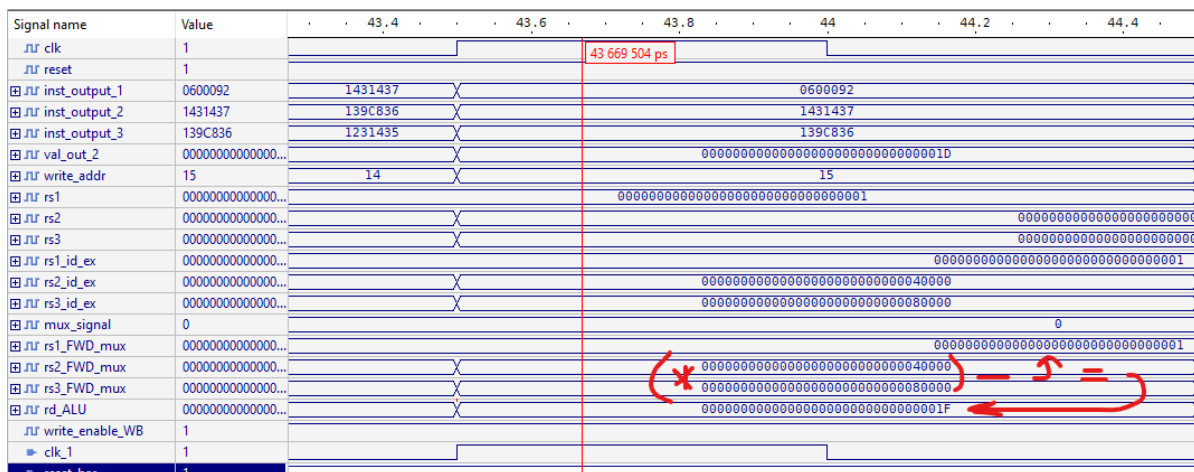 Signal name Value 43.4 43.6 43.8 44 44.2 44.4
clk 1 43 669 504 ps
reset 1
inst_output_1 0600092 1431437 0600092
inst_output_2 1431437 139C836 1431437
inst_output_3 139C836 1231435 139C836
val_out_2 00000000000000... 0000000000000000000000000000001D
write_addr 15 14 15
rs1 00000000000000... 00000000000000000000000000000001
rs2 00000000000000... 00000000000000000000000
rs3 00000000000000... 00000000000000000000000
rs1_id_ex 00000000000000... 00000000000000000000000000000001
rs2_id_ex 00000000000000... 00000000000000000000000000040000
rs3_id_ex 00000000000000... 00000000000000000000000000080000
mux_signal 0 0
rs1_FWD_mux 00000000000000... 00000000000000000000000000000001
rs2_FWD_mux 00000000000000... 00000000000000000000000000040000
rs3_FWD_mux 00000000000000... 00000000000000000000000000080000
rd_ALU 00000000000000... 0000000000000000000000000000001F
write_enable_WB 1
clk_1 1